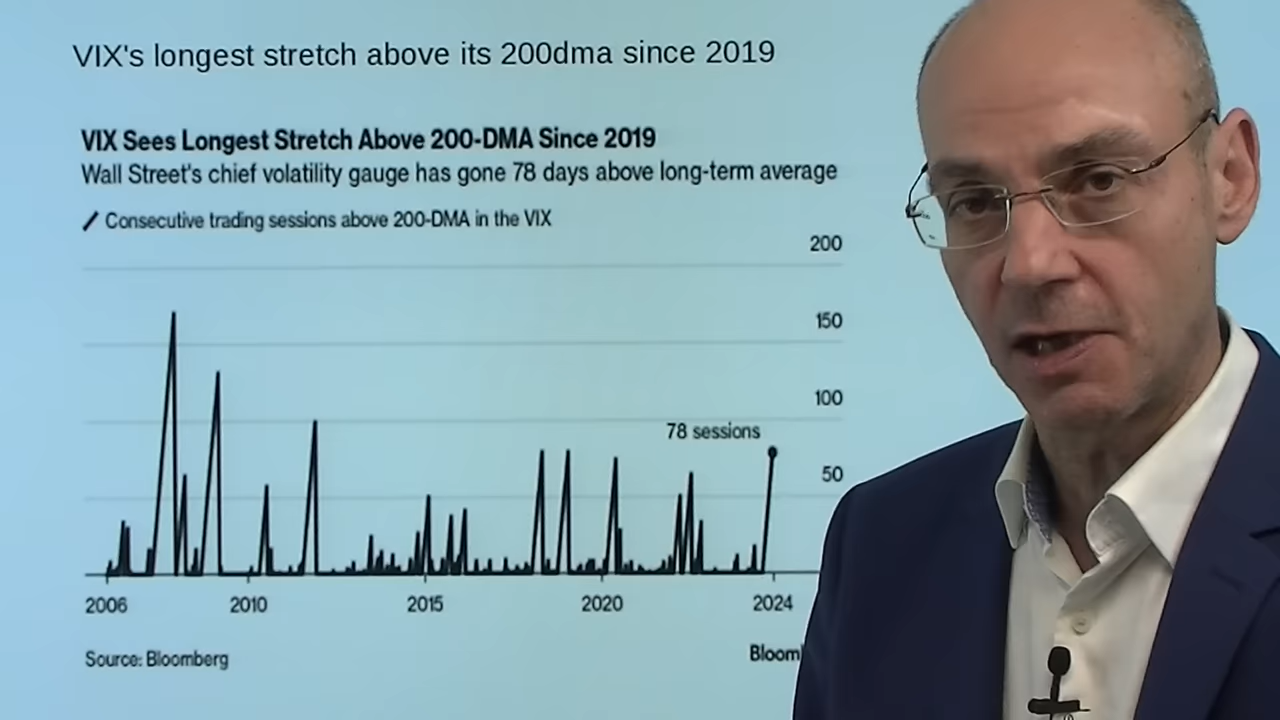 VIX's longest stretch above its 200dma since 2019
VIX Sees Longest Stretch Above 200-DMA Since 2019
Wall Street's chief volatility gauge has gone 78 days above long-term average
Consecutive trading sessions above 200-DMA in the VIX
200
150
100
78 sessions
50
2006 2010 2015 2020 2024
Source: Bloomberg
Bloom